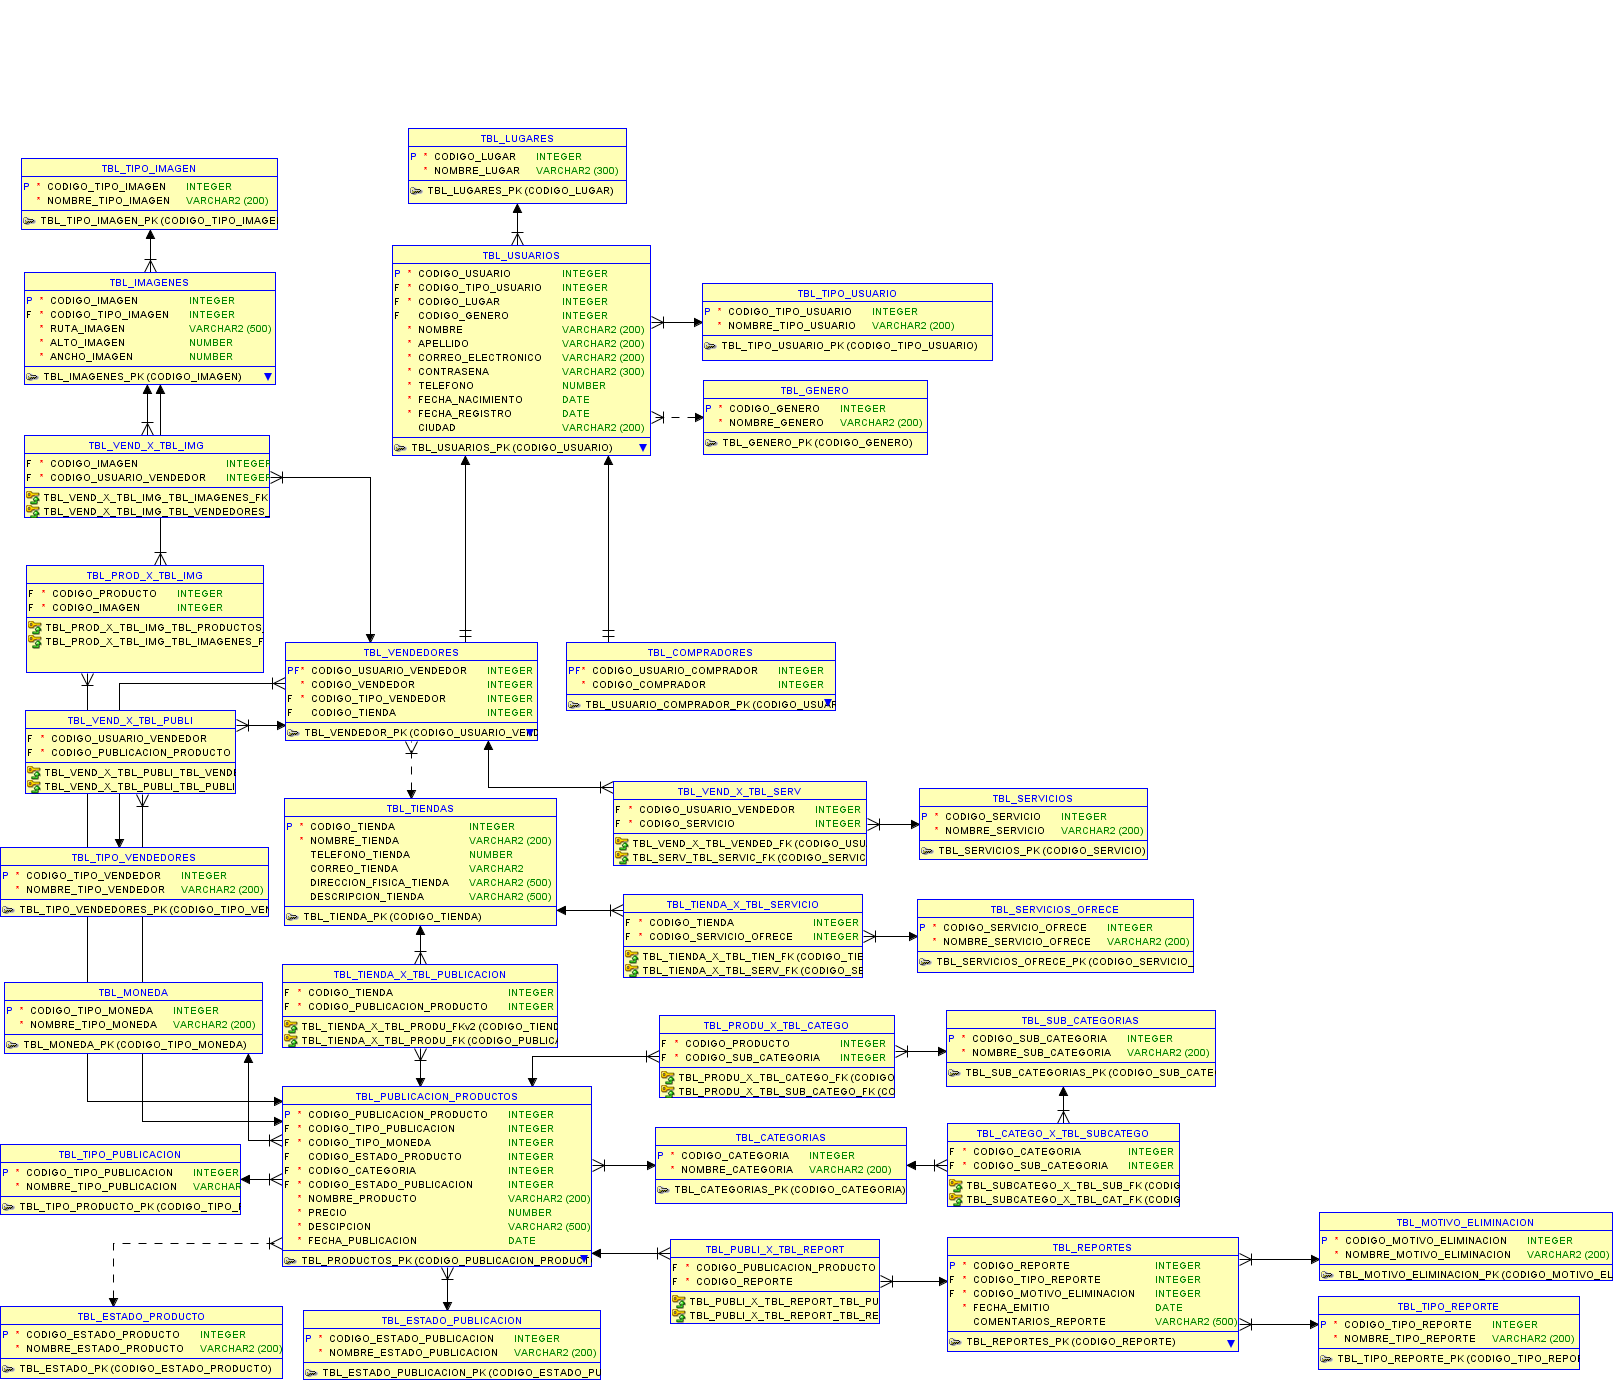 TBL_LUGARES
P * CODIGO_LUGAR INTEGER
* NOMBRE_LUGAR VARCHAR2 (300)
TBL_LUGARES_PK (CODIGO_LUGAR)
TBL_TIPO_IMAGEN
P * CODIGO_TIPO_IMAGEN INTEGER
* NOMBRE_TIPO_IMAGEN VARCHAR2 (200)
TBL_TIPO_IMAGEN_PK (CODIGO_TIPO_IMAGE
TBL_IMAGENES
P * CODIGO_IMAGEN INTEGER
F * CODIGO_TIPO_IMAGEN INTEGER
* RUTA_IMAGEN VARCHAR2 (500)
* ALTO_IMAGEN NUMBER
* ANCHO_IMAGEN NUMBER
TBL_IMAGENES_PK (CODIGO_IMAGEN)
TBL_USUARIOS
P * CODIGO_USUARIO INTEGER
F * CODIGO_TIPO_USUARIO INTEGER
F * CODIGO_LUGAR INTEGER
F CODIGO_GENERO INTEGER
* NOMBRE VARCHAR2 (200)
* APELLIDO VARCHAR2 (200)
* CORREO_ELECTRONICO VARCHAR2 (200)
* CONTRASENA VARCHAR2 (300)
* TELEFONO NUMBER
* FECHA_NACIMIENTO DATE
* FECHA_REGISTRO DATE
CIUDAD VARCHAR2 (200)
TBL_USUARIOS_PK (CODIGO_USUARIO)
TBL_TIPO_USUARIO
P * CODIGO_TIPO_USUARIO INTEGER
* NOMBRE_TIPO_USUARIO VARCHAR2 (200)
TBL_TIPO_USUARIO_PK (CODIGO_TIPO_USUARIO)
TBL_GENERO
P * CODIGO_GENERO INTEGER
* NOMBRE_GENERO VARCHAR2 (200)
TBL_GENERO_PK (CODIGO_GENERO)
TBL_VEND_X_TBL_IMG
F * CODIGO_IMAGEN INTEGER
F * CODIGO_USUARIO_VENDEDOR INTEGER
TBL_VEND_X_TBL_IMG_TBL_IMAGENES_FK
TBL_VEND_X_TBL_IMG_TBL_VENDEDORES_
TBL_PROD_X_TBL_IMG
F * CODIGO_PRODUCTO INTEGER
F * CODIGO_IMAGEN INTEGER
TBL_PROD_X_TBL_IMG_TBL_PRODUCTOS_
TBL_PROD_X_TBL_IMG_TBL_IMAGENES_F
TBL_VENDEDORES
PF* CODIGO_USUARIO_VENDEDOR INTEGER
* CODIGO_VENDEDOR INTEGER
F * CODIGO_TIPO_VENDEDOR INTEGER
F CODIGO_TIENDA INTEGER
TBL_VENDEDOR_PK (CODIGO_USUARIO_VEND
TBL_COMPRADORES
PF* CODIGO_USUARIO_COMPRADOR INTEGER
* CODIGO_COMPRADOR INTEGER
TBL_USUARIO_COMPRADOR_PK (CODIGO_USUAR
TBL_VEND_X_TBL_PUBLI
F * CODIGO_USUARIO_VENDEDOR
F * CODIGO_PUBLICACION_PRODUCTO
TBL_VEND_X_TBL_PUBLI_TBL_VENDE
TBL_VEND_X_TBL_PUBLI_TBL_PUBLI
TBL_TIENDAS
P * CODIGO_TIENDA INTEGER
* NOMBRE_TIENDA VARCHAR2 (200)
TELEFONO_TIENDA NUMBER
CORREO_TIENDA VARCHAR2
DIRECCION_FISICA_TIENDA VARCHAR2 (500)
DESCRIPCION_TIENDA VARCHAR2 (500)
TBL_TIENDA_PK (CODIGO_TIENDA)
TBL_VEND_X_TBL_SERV
F * CODIGO_USUARIO_VENDEDOR INTEGER
F * CODIGO_SERVICIO INTEGER
TBL_VEND_X_TBL_VENDED_FK (CODIGO_USU
TBL_SERV_TBL_SERVIC_FK (CODIGO_SERVIC
TBL_SERVICIOS
P * CODIGO_SERVICIO INTEGER
* NOMBRE_SERVICIO VARCHAR2 (200)
TBL_SERVICIOS_PK (CODIGO_SERVICIO)
TBL_TIPO_VENDEDORES
P * CODIGO_TIPO_VENDEDOR INTEGER
* NOMBRE_TIPO_VENDEDOR VARCHAR2 (200)
TBL_TIPO_VENDEDORES_PK (CODIGO_TIPO_VEN
TBL_TIENDA_X_TBL_SERVICIO
F * CODIGO_TIENDA INTEGER
F * CODIGO_SERVICIO_OFRECE INTEGER
TBL_TIENDA_X_TBL_TIEN_FK (CODIGO_TIE
TBL_TIENDA_X_TBL_SERV_FK (CODIGO_SE
TBL_SERVICIOS_OFRECE
P * CODIGO_SERVICIO_OFRECE INTEGER
* NOMBRE_SERVICIO_OFRECE VARCHAR2 (200)
TBL_SERVICIOS_OFRECE_PK (CODIGO_SERVICIO_
TBL_TIENDA_X_TBL_PUBLICACION
F * CODIGO_TIENDA INTEGER
F * CODIGO_PUBLICACION_PRODUCTO INTEGER
TBL_TIENDA_X_TBL_PRODU_FKv2 (CODIGO_TIEND
TBL_TIENDA_X_TBL_PRODU_FK (CODIGO_PUBLICA
TBL_MONEDA
P * CODIGO_TIPO_MONEDA INTEGER
* NOMBRE_TIPO_MONEDA VARCHAR2 (200)
TBL_MONEDA_PK (CODIGO_TIPO_MONEDA)
TBL_PRODU_X_TBL_CATEGO
F * CODIGO_PRODUCTO INTEGER
F * CODIGO_SUB_CATEGORIA INTEGER
TBL_PRODU_X_TBL_CATEGO_FK (CODIGO
TBL_PRODU_X_TBL_SUB_CATEGO_FK (CO
TBL_SUB_CATEGORIAS
P * CODIGO_SUB_CATEGORIA INTEGER
* NOMBRE_SUB_CATEGORIA VARCHAR2 (200)
TBL_SUB_CATEGORIAS_PK (CODIGO_SUB_CATE
TBL_PUBLICACION_PRODUCTOS
P * CODIGO_PUBLICACION_PRODUCTO INTEGER
F * CODIGO_TIPO_PUBLICACION INTEGER
F * CODIGO_TIPO_MONEDA INTEGER
F CODIGO_ESTADO_PRODUCTO INTEGER
F * CODIGO_CATEGORIA INTEGER
F * CODIGO_ESTADO_PUBLICACION INTEGER
* NOMBRE_PRODUCTO VARCHAR2 (200)
* PRECIO NUMBER
* DESCIPCION VARCHAR2 (500)
* FECHA_PUBLICACION DATE
TBL_PRODUCTOS_PK (CODIGO_PUBLICACION_PRODUCT
TBL_CATEGORIAS
P * CODIGO_CATEGORIA INTEGER
* NOMBRE_CATEGORIA VARCHAR2 (200)
TBL_CATEGORIAS_PK (CODIGO_CATEGORIA)
TBL_CATEGO_X_TBL_SUBCATEGO
F * CODIGO_CATEGORIA INTEGER
F * CODIGO_SUB_CATEGORIA INTEGER
TBL_SUBCATEGO_X_TBL_SUB_FK (CODIG
TBL_SUBCATEGO_X_TBL_CAT_FK (CODIG
TBL_TIPO_PUBLICACION
P * CODIGO_TIPO_PUBLICACION INTEGER
* NOMBRE_TIPO_PUBLICACION VARCHAR
TBL_TIPO_PRODUCTO_PK (CODIGO_TIPO_
TBL_PUBLI_X_TBL_REPORT
F * CODIGO_PUBLICACION_PRODUCTO
F * CODIGO_REPORTE
TBL_PUBLI_X_TBL_REPORT_TBL_PU
TBL_PUBLI_X_TBL_REPORT_TBL_RE
TBL_REPORTES
P * CODIGO_REPORTE INTEGER
F * CODIGO_TIPO_REPORTE INTEGER
F * CODIGO_MOTIVO_ELIMINACION INTEGER
* FECHA_EMITIO DATE
COMENTARIOS_REPORTE VARCHAR2 (500)
TBL_REPORTES_PK (CODIGO_REPORTE)
TBL_MOTIVO_ELIMINACION
P * CODIGO_MOTIVO_ELIMINACION INTEGER
* NOMBRE_MOTIVO_ELIMINACION VARCHAR2 (200)
TBL_MOTIVO_ELIMINACION_PK (CODIGO_MOTIVO_EL
TBL_TIPO_REPORTE
P * CODIGO_TIPO_REPORTE INTEGER
* NOMBRE_TIPO_REPORTE VARCHAR2 (200)
TBL_TIPO_REPORTE_PK (CODIGO_TIPO_REPO
TBL_ESTADO_PRODUCTO
P * CODIGO_ESTADO_PRODUCTO INTEGER
* NOMBRE_ESTADO_PRODUCTO VARCHAR2 (200)
TBL_ESTADO_PK (CODIGO_ESTADO_PRODUCTO)
TBL_ESTADO_PUBLICACION
P * CODIGO_ESTADO_PUBLICACION INTEGER
* NOMBRE_ESTADO_PUBLICACION VARCHAR2 (200)
TBL_ESTADO_PUBLICACION_PK (CODIGO_ESTADO_PU